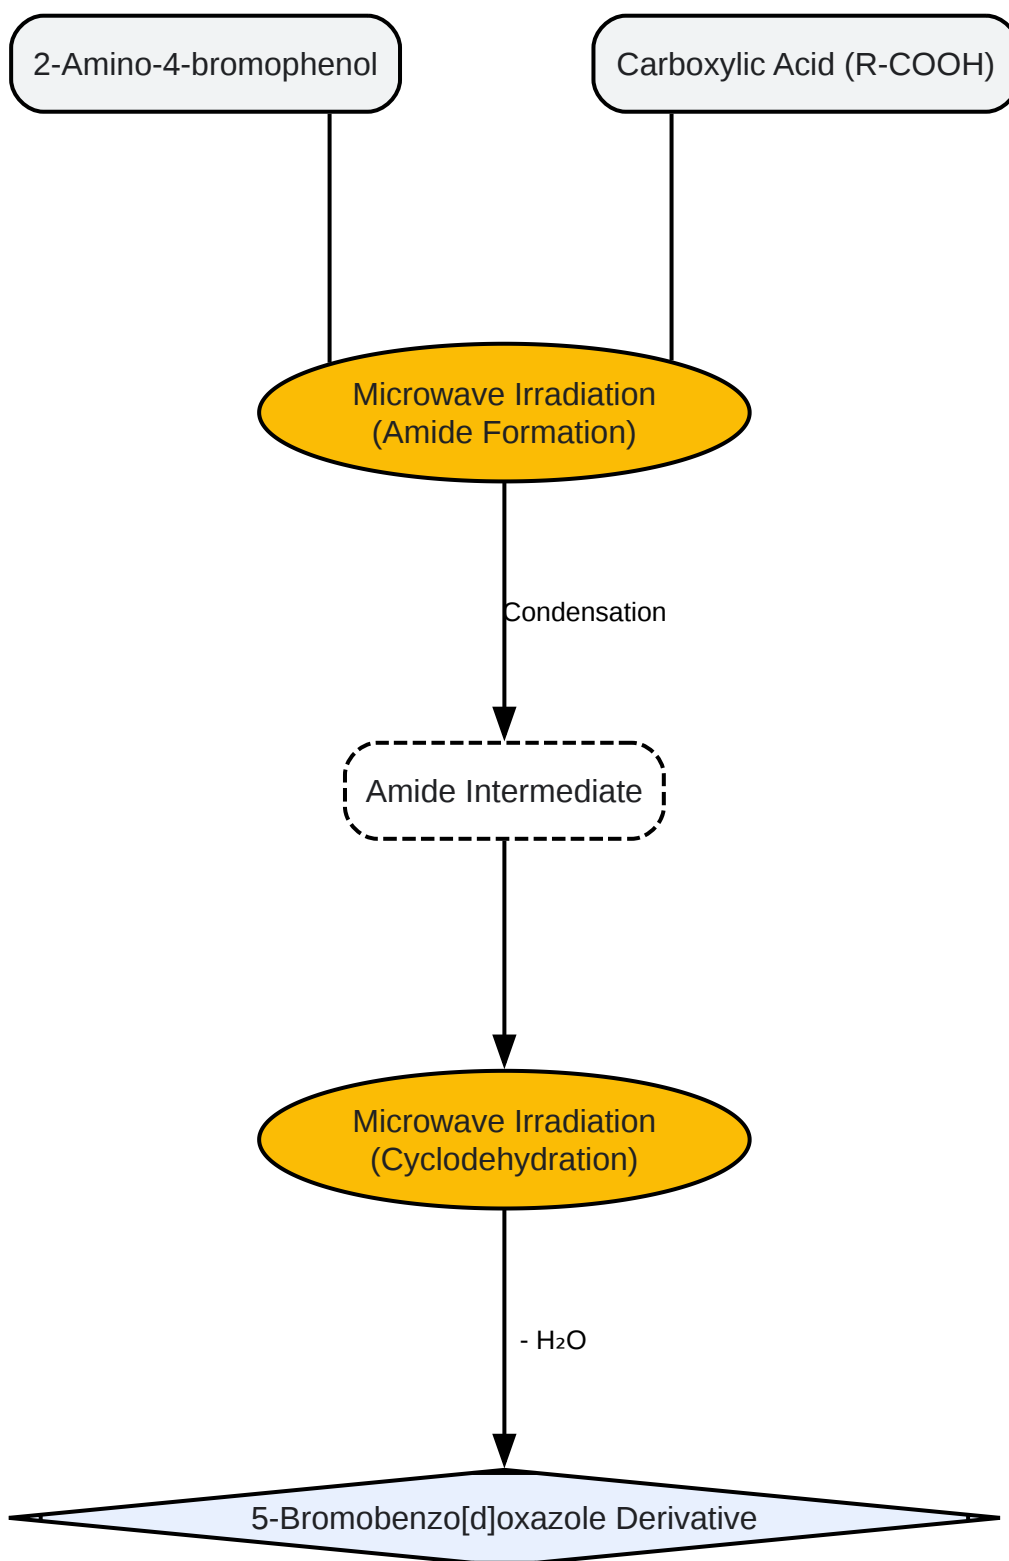 2-Amino-4-bromophenol
Carboxylic Acid (R-COOH)
Microwave Irradiation
(Amide Formation)
Condensation
Amide Intermediate
Microwave Irradiation
(Cyclodehydration)
- H₂O
5-Bromobenzo[d]oxazole Derivative